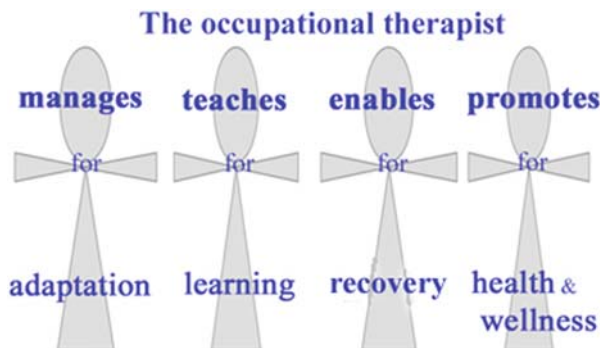 The occupational therapist
manages teaches enables promotes
for for for for
adaptation learning recovery health &
wellness